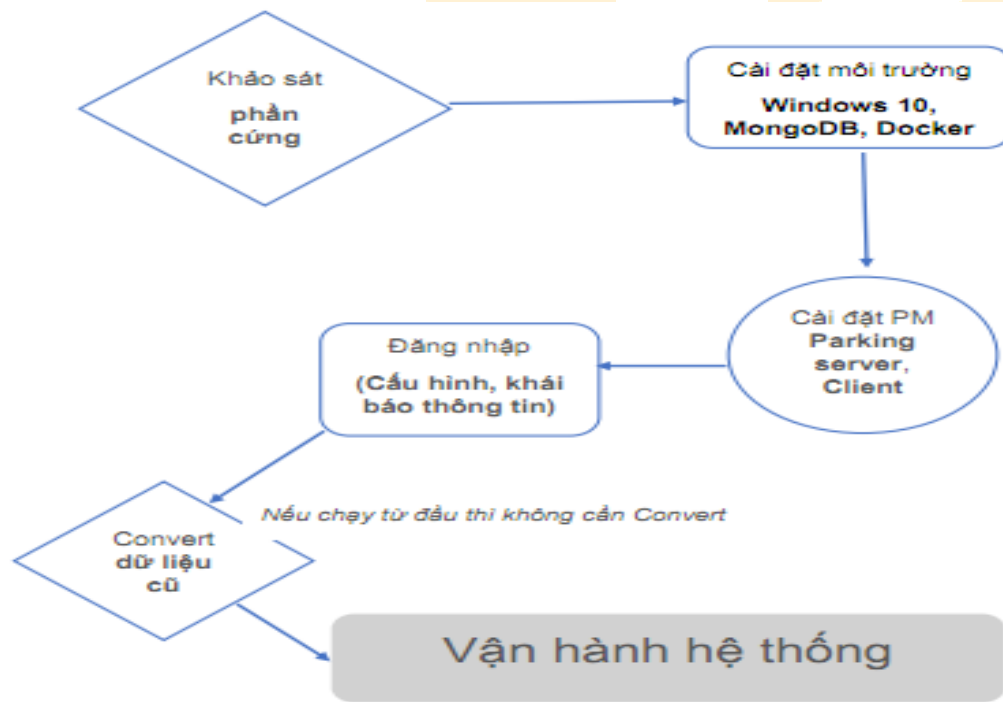 Khảo sát
phần
cứng
Cài đặt môi trường
Windows 10,
MongoDB, Docker
Cài đặt PM
Parking
server,
Client
Đăng nhập
(Cấu hình, khái
báo thông tin)
Nếu chạy từ đầu thì không cần Convert
Convert
dữ liệu
cũ
Vận hành hệ thống